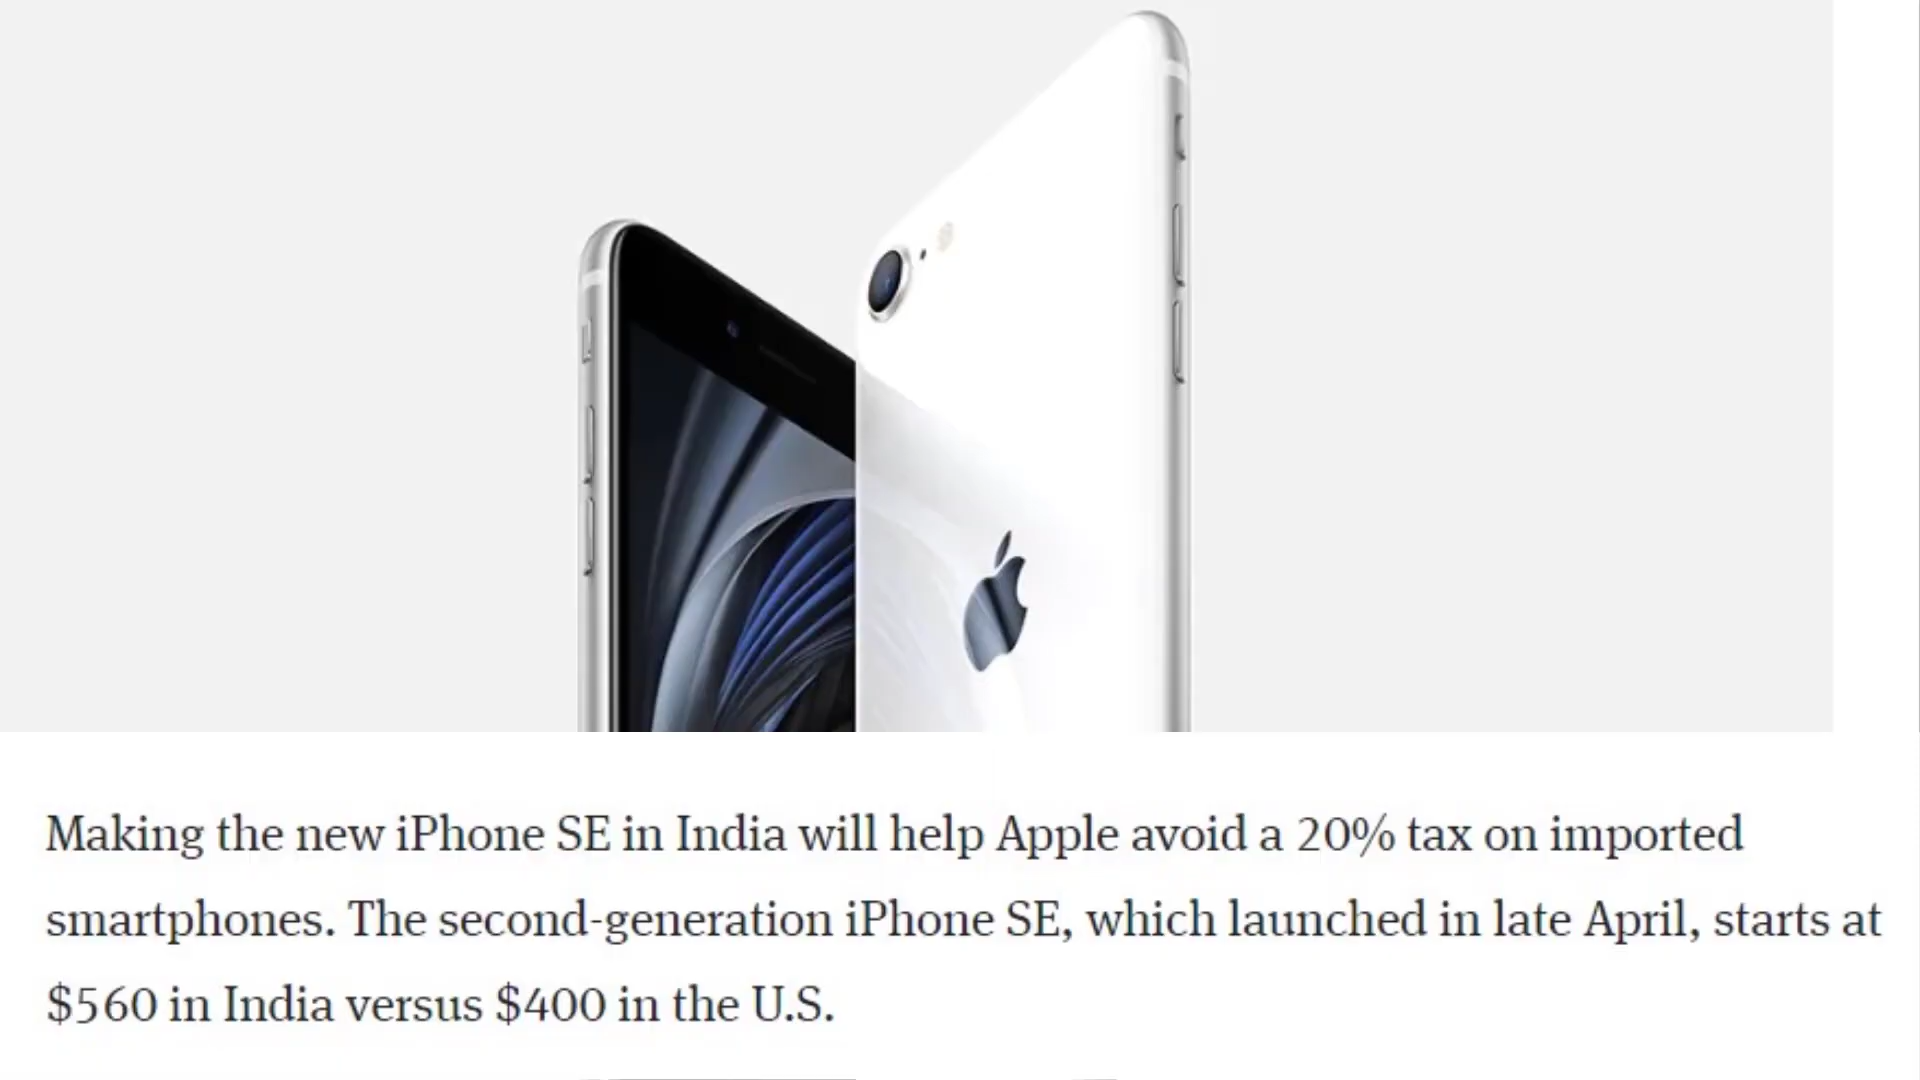 Making the new iPhone SE in India will help Apple avoid a 20% tax on imported
smartphones. The second-generation iPhone SE, which launched in late April, starts at
$560 in India versus $400 in the U.S.